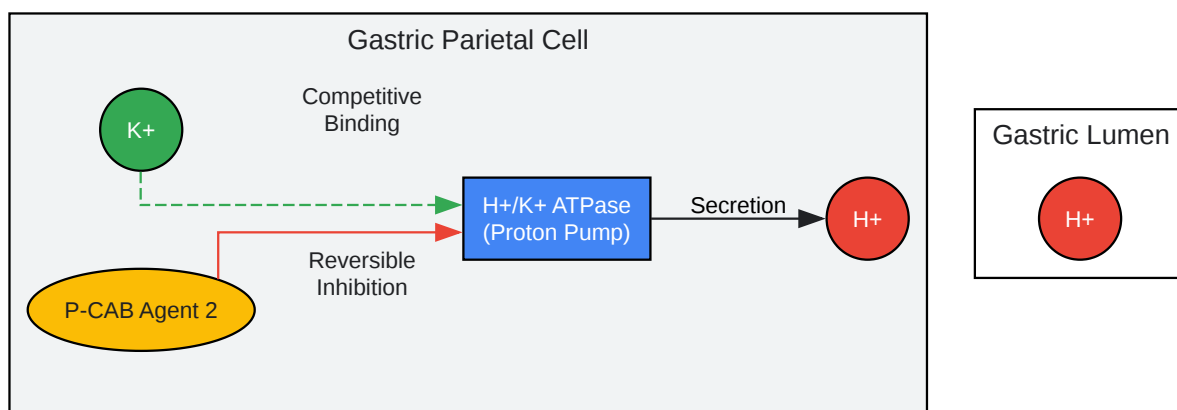 Gastric Parietal Cell
K+
Competitive
Binding
Gastric Lumen
H+/K+ ATPase
(Proton Pump)
Secretion
H+
H+
Reversible
Inhibition
P-CAB Agent 2